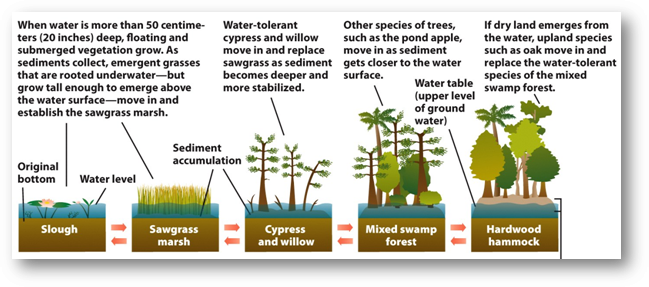 When water is more than 50 centime-
ters (20 inches) deep, floating and
submerged vegetation grow. As
sediments collect, emergent grasses
that are rooted underwater—but
grow tall enough to emerge above
the water surface—move in and
establish the sawgrass marsh.
Water-tolerant
cypress and willow
move in and replace
sawgrass as sediment
becomes deeper and
more stabilized.
Other species of trees,
such as the pond apple,
move in as sediment
gets closer to the water
surface.
If dry land emerges from
the water, upland species
such as oak move in and
replace the water-tolerant
species of the mixed
swamp forest.
Water table
(upper level
of ground
water)
Sediment
accumulation
Original
bottom
Water level
Slough
Sawgrass
marsh
Cypress
and willow
Mixed swamp
forest
Hardwood
hammock